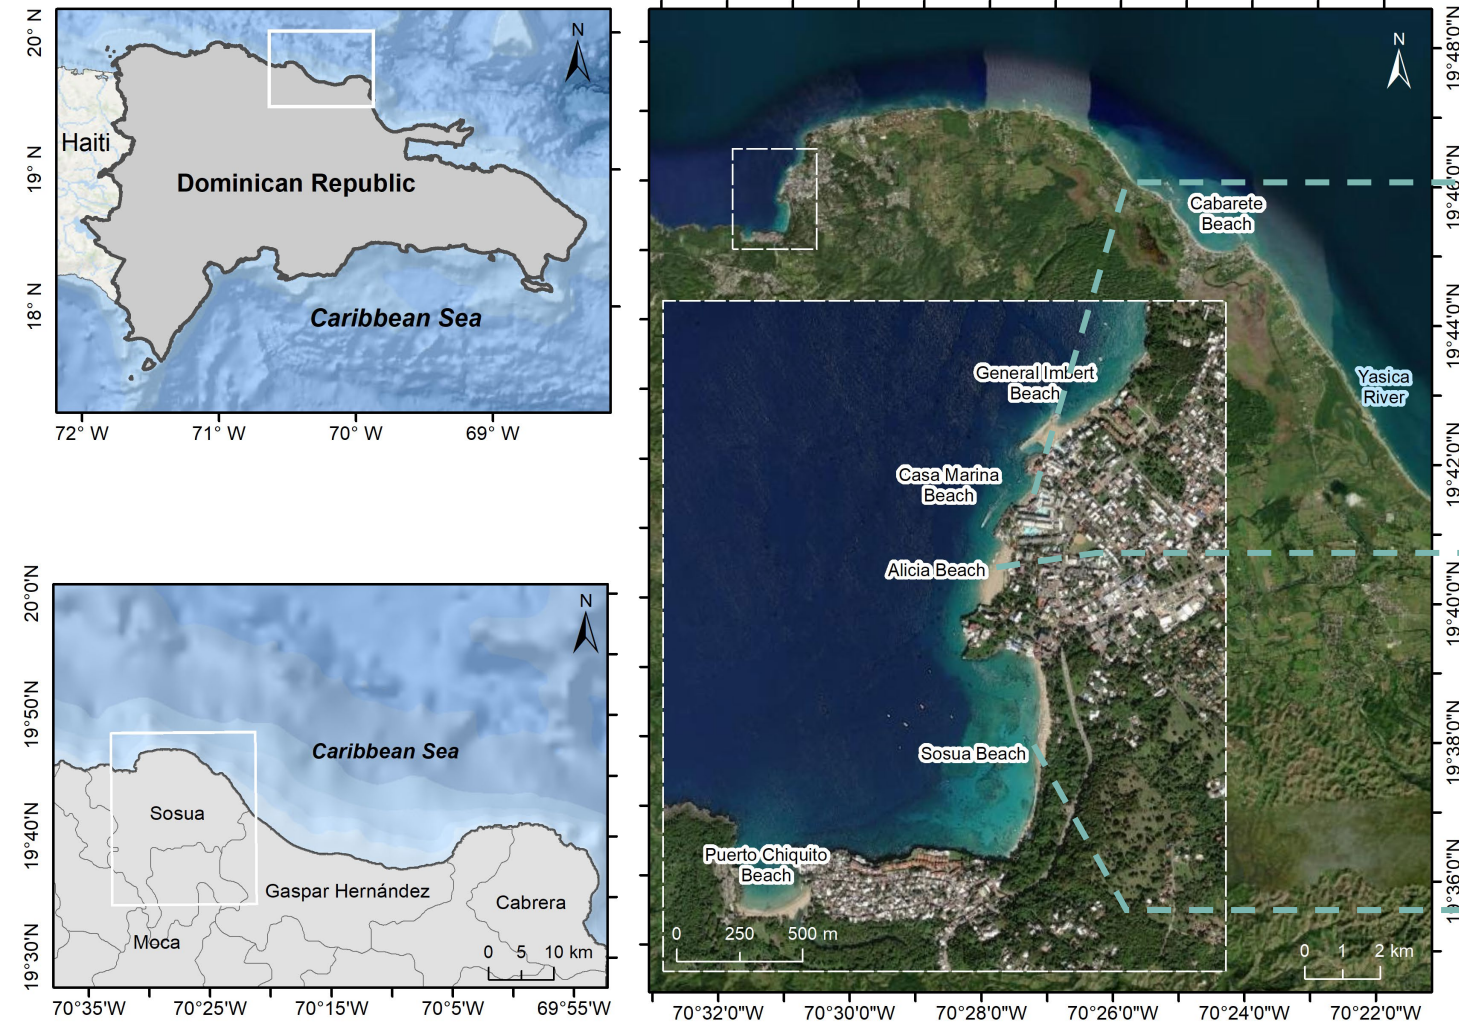 20° N
19° N
18° N
N
Haiti
Dominican Republic
Caribbean Sea
72° W
71° W
70° W
69° W
20°0'N
19°50'N
19°40'N
19°30'N
N
Caribbean Sea
Sosua
Gaspar Hernández
Cabrera
Moca
0 5 10 km
70°35'W
70°25'W
70°15'W
70°5'W
69°55'W
N
Cabarete
Beach
Yasica
River
General Imbert
Beach
Casa Marina
Beach
Alicia Beach
Sosua Beach
Puerto Chiquito
Beach
0 250 500 m
0 1 2 km
19°48'0"N
19°46'0"N
19°44'0"N
19°42'0"N
19°40'0"N
19°38'0"N
19°36'0"N
70°32'0"W
70°30'0"W
70°28'0"W
70°26'0"W
70°24'0"W
70°22'0"W